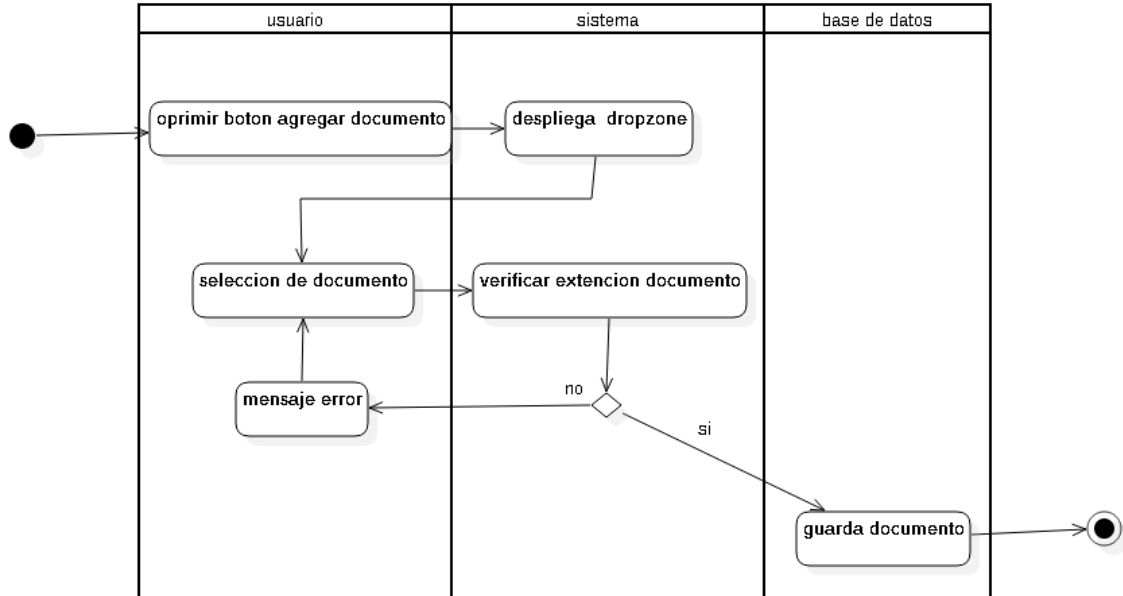 usuario
sistema
base de datos
oprimir boton agregar documento
despliega dropzone
seleccion de documento
verificar extencion documento
no
mensaje error
si
guarda documento